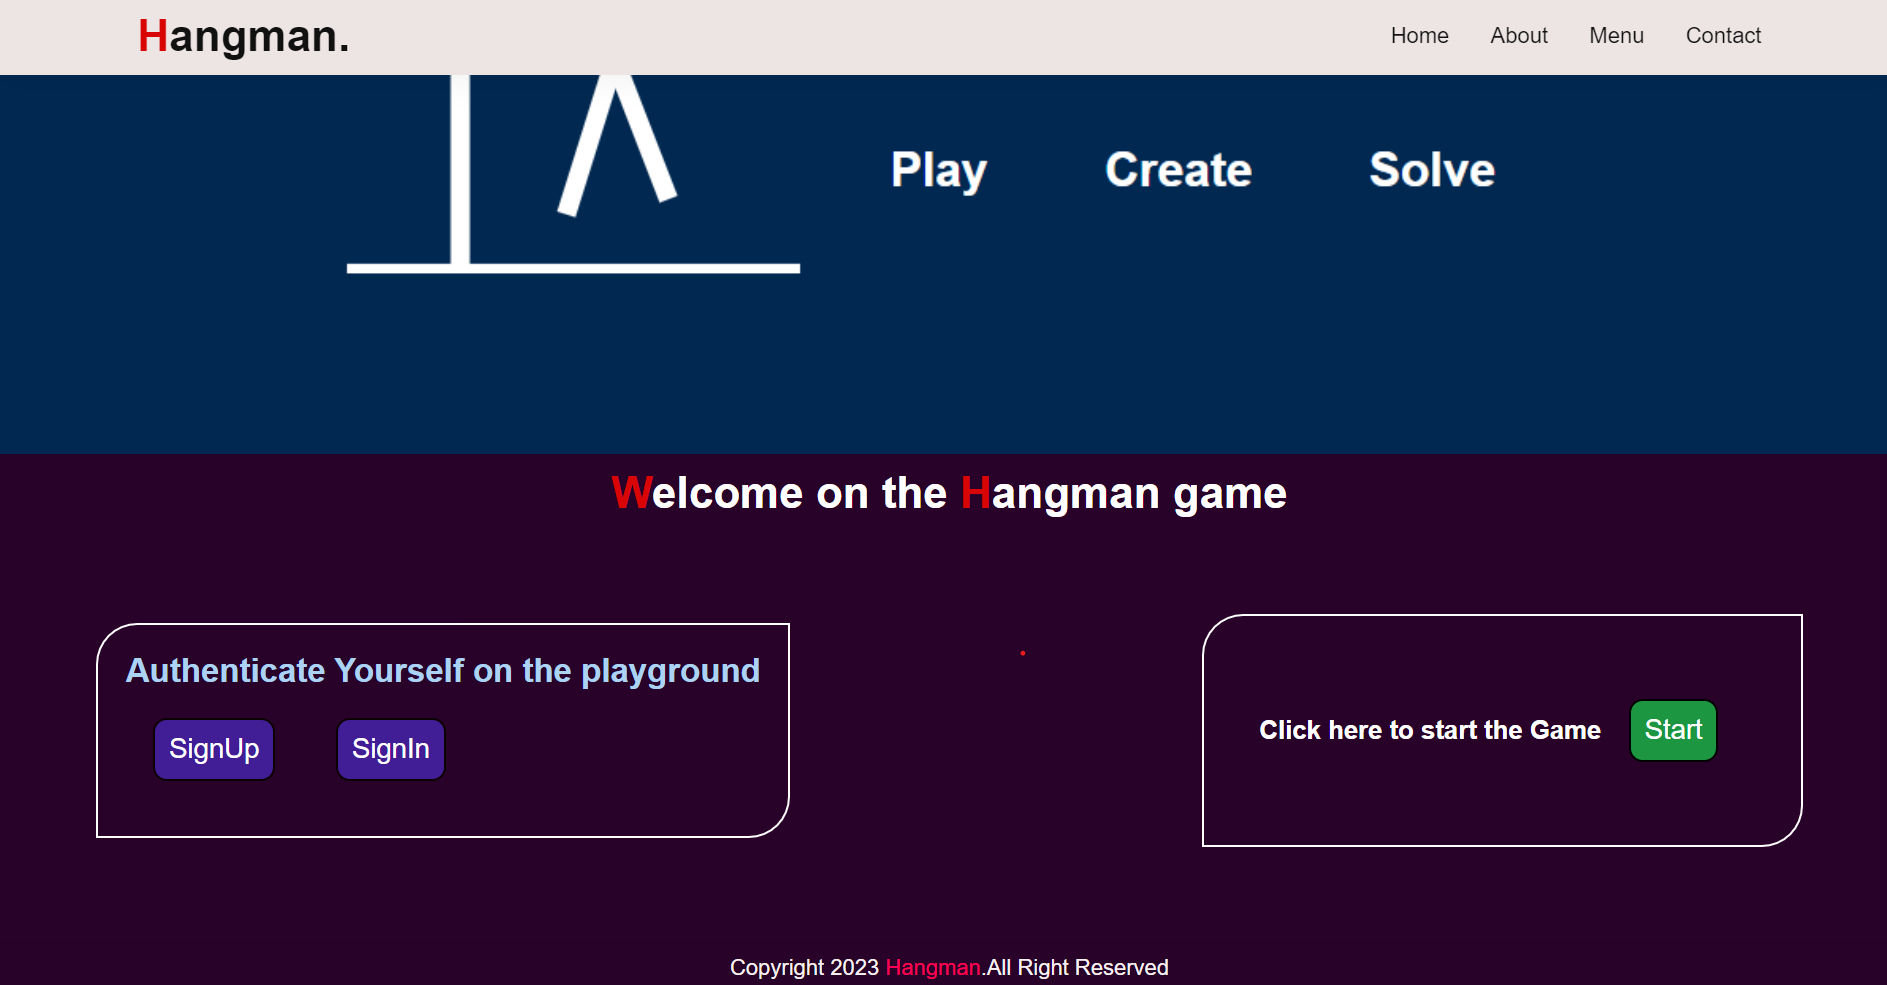 Hangman.
Home About Menu Contact
Play Create Solve
Welcome on the Hangman game
Authenticate Yourself on the playground
SignUp SignIn
Click here to start the Game Start
Copyright 2023 Hangman.All Right Reserved